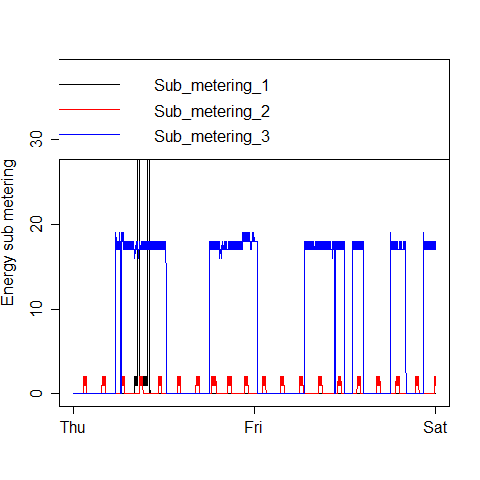 Sub_metering_1
Sub_metering_2
Sub_metering_3
Energy sub metering
30
20
10
0
Thu Fri Sat